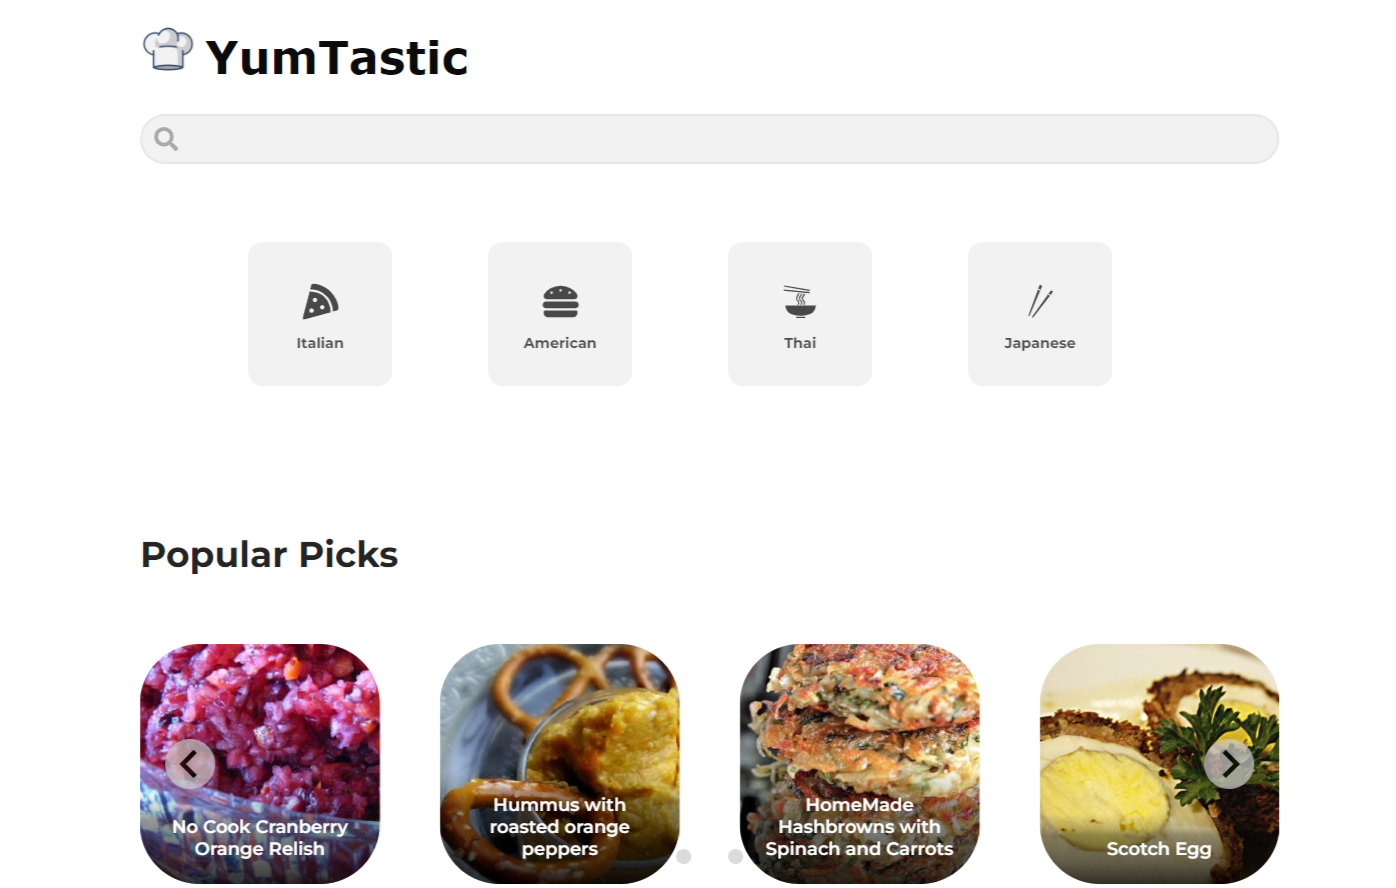 YumTastic
Italian
American
Thai
Japanese
Popular Picks
No Cook Cranberry
Orange Relish
Hummus with
roasted orange
peppers
HomeMade
Hashbrowns with
Spinach and Carrots
Scotch Egg